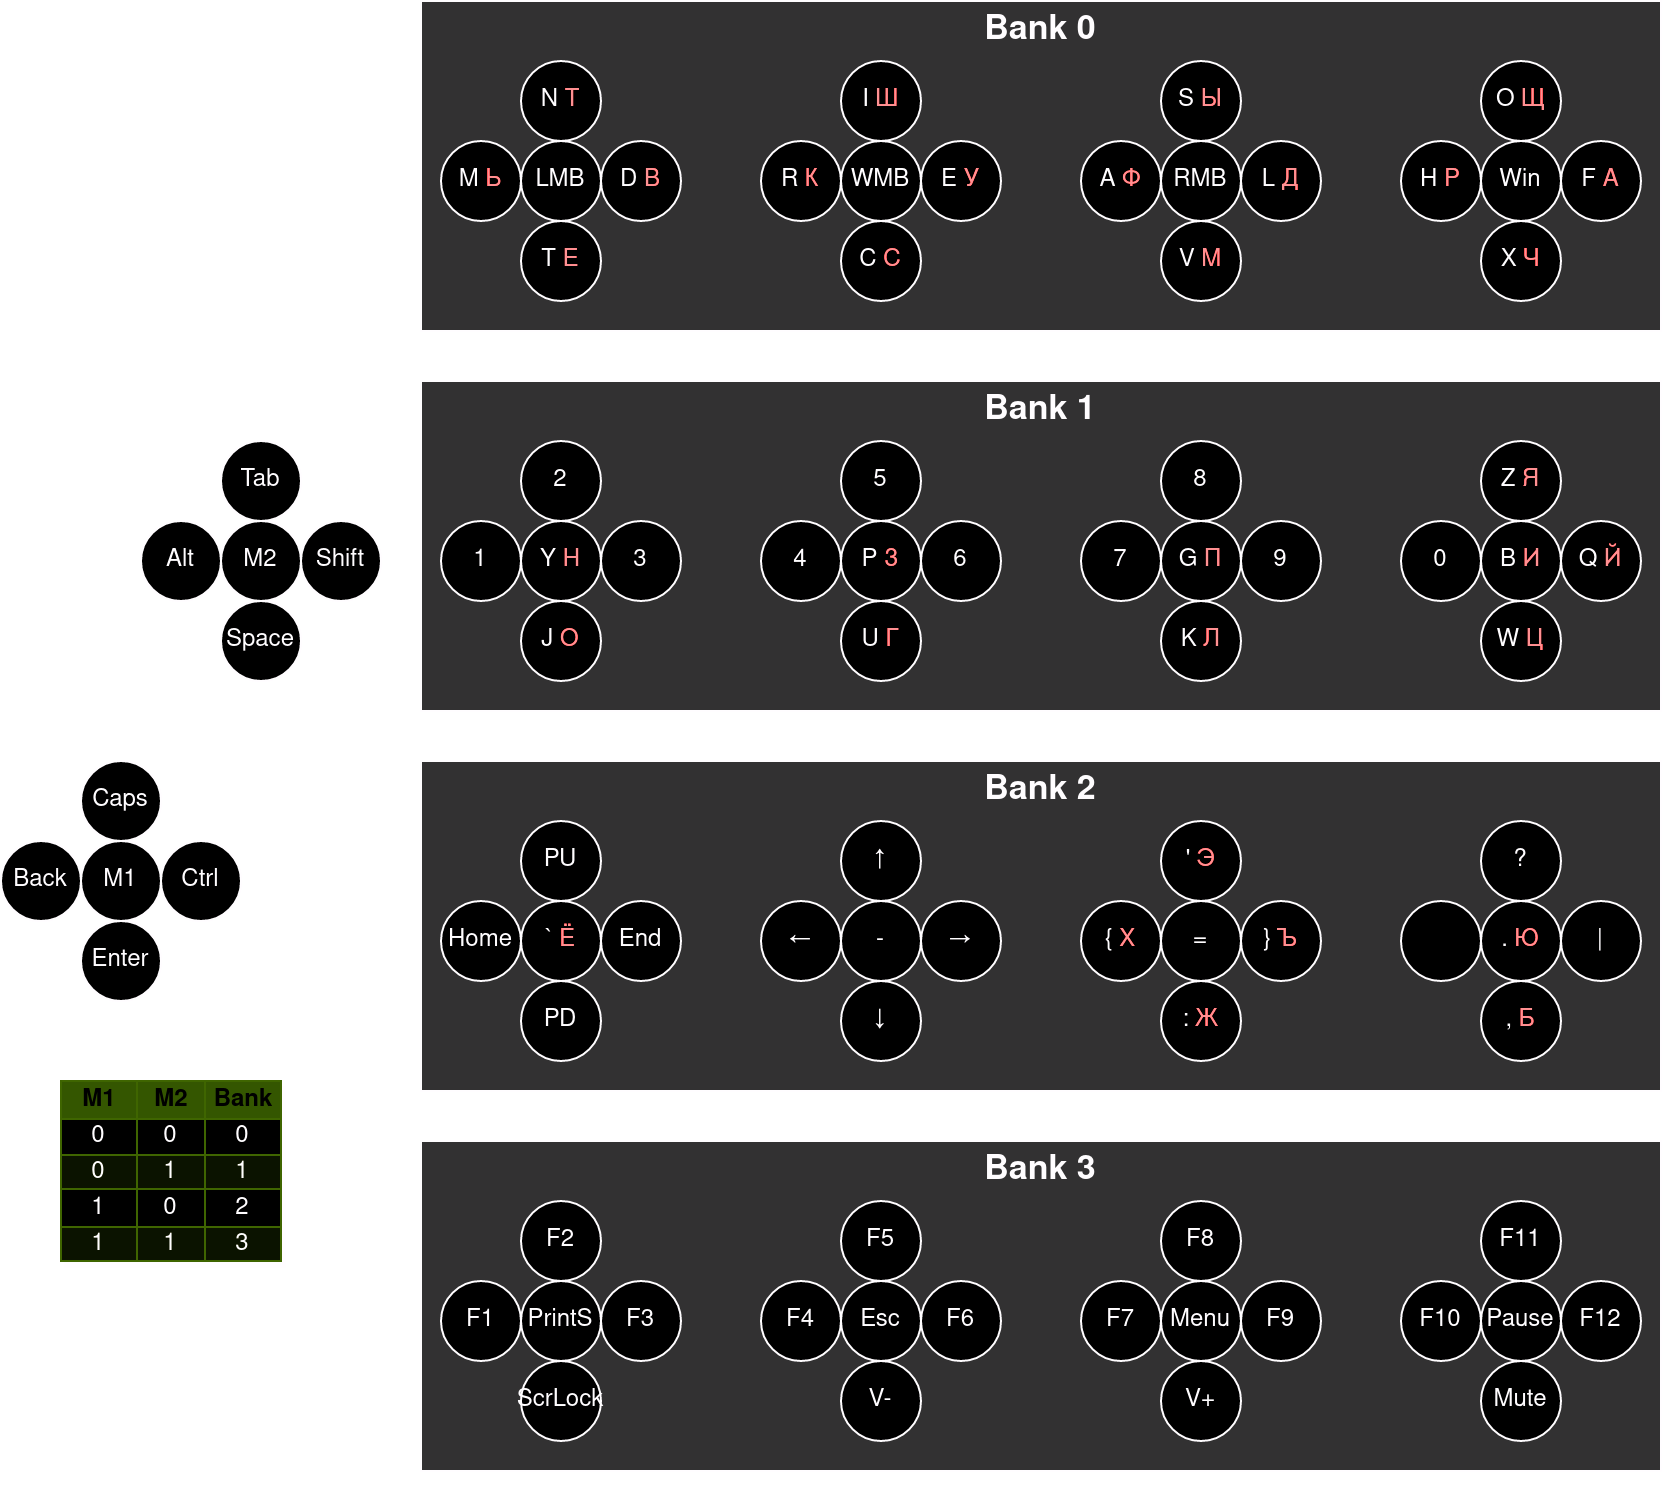 Bank 0
N Т
I Ш
S Ы
O Щ
M Ь LMB D В
R К WMB E У
A Ф RMB L Д
H Р Win F А
T Е
C С
V М
X Ч
Bank 1
2
5
8
Z Я
1 Y Н 3
4 P З 6
7 G П 9
0 B И Q Й
J О
U Г
K Л
W Ц
Tab
Alt M2 Shift
Space
Bank 2
PU
↑
' Э
?
Home ` Ё End
← - →
{ Х = } Ъ
. Ю |
PD
↓
: Ж
, Б
Caps
Back M1 Ctrl
Enter
M1 M2 Bank
0 0 0
0 1 1
1 0 2
1 1 3
Bank 3
F2
F5
F8
F11
F1 PrintS F3
F4 Esc F6
F7 Menu F9
F10 Pause F12
ScrLock
V-
V+
Mute